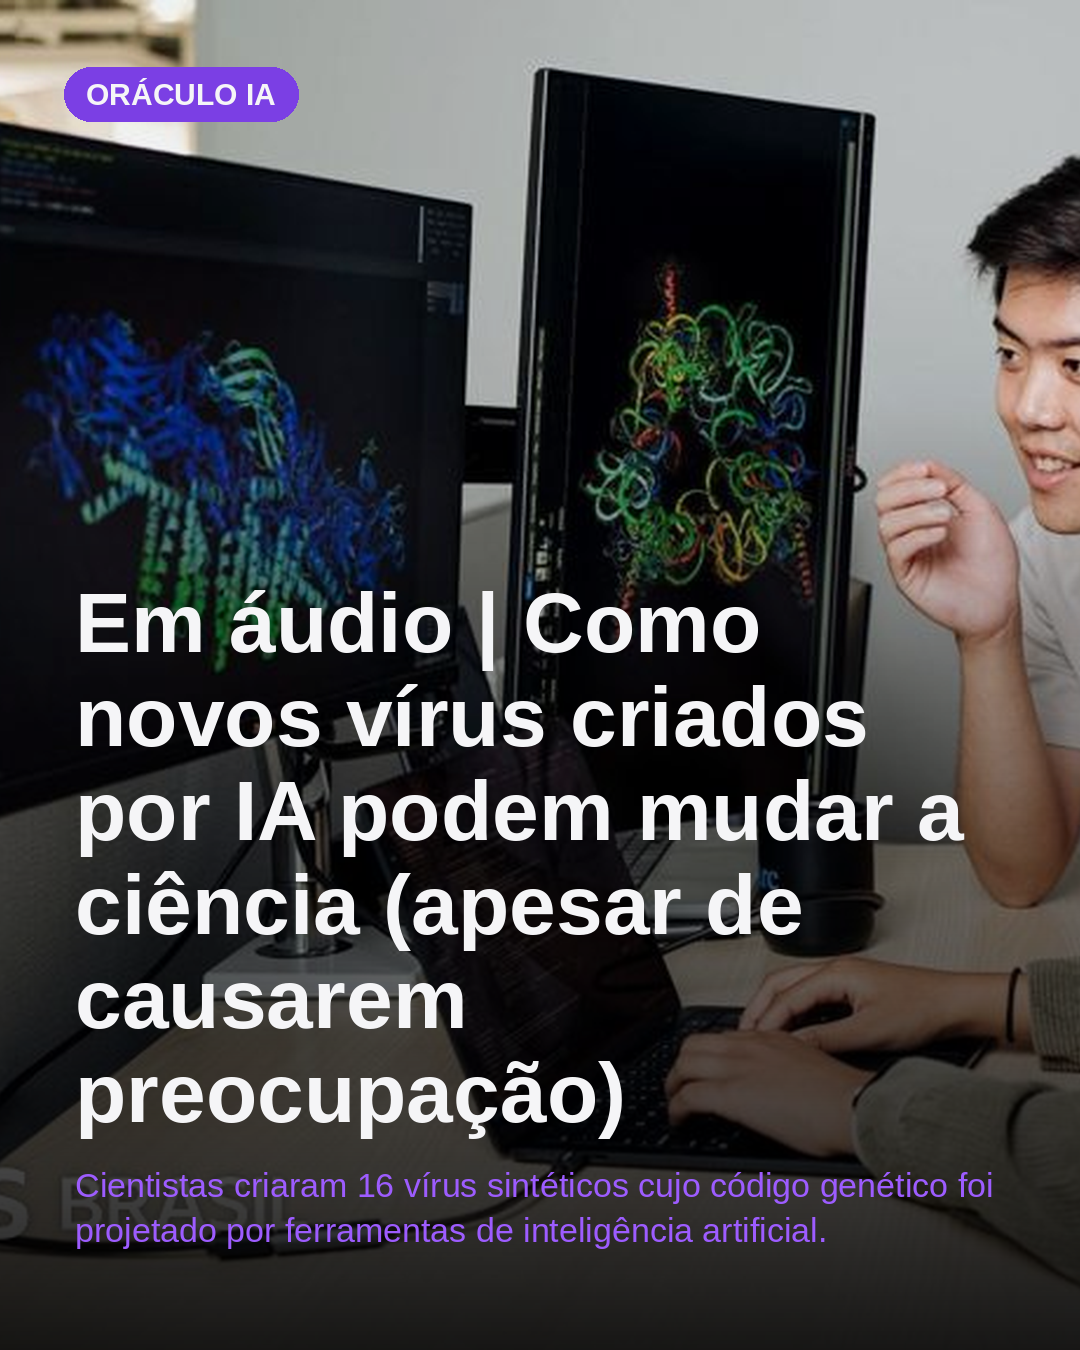 ORÁCULO IA
Em áudio | Como
novos vírus criados
por IA podem mudar a
ciência (apesar de
causarem
preocupação)
Cientistas criaram 16 vírus sintéticos cujo código genético foi
S BRASIL
projetado por ferramentas de inteligência artificial.